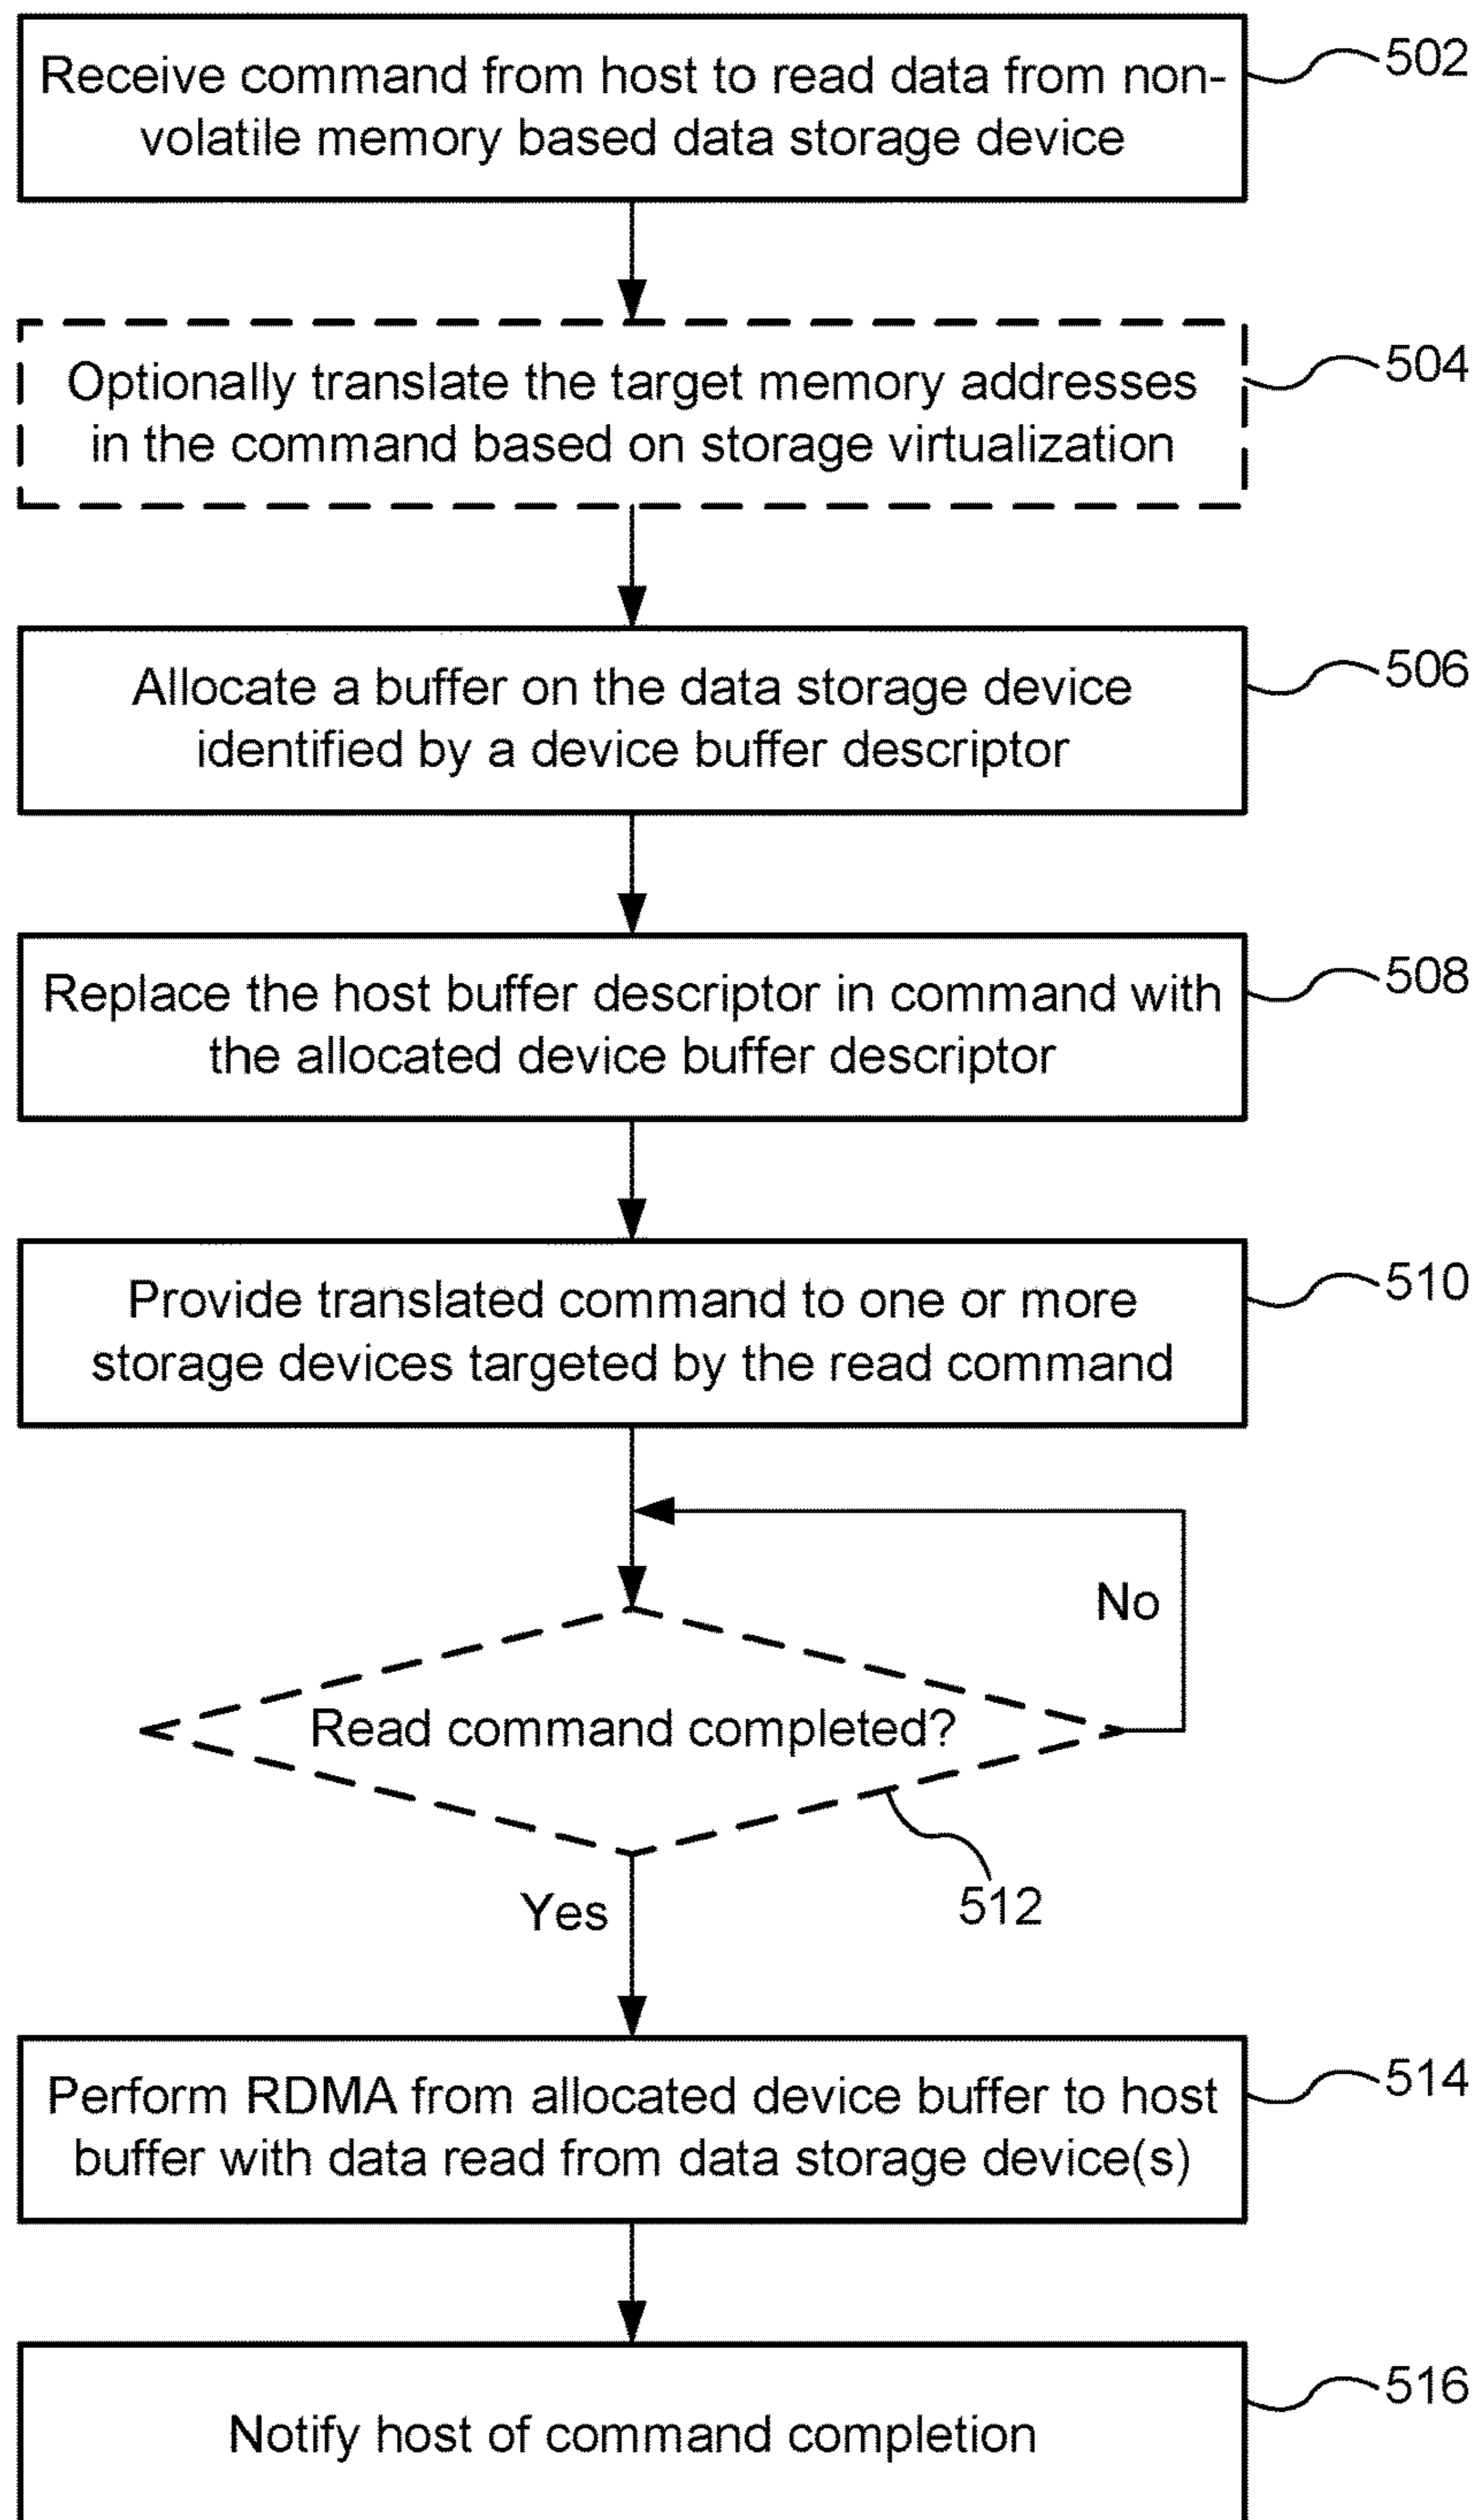 Receive command from host to read data from non-
volatile memory based data storage device
502
Optionally translate the target memory addresses
in the command based on storage virtualization
504
Allocate a buffer on the data storage device
identified by a device buffer descriptor
506
Replace the host buffer descriptor in command with
the allocated device buffer descriptor
508
Provide translated command to one or more
storage devices targeted by the read command
510
No
Read command completed?
512
Yes
Perform RDMA from allocated device buffer to host
buffer with data read from data storage device(s)
514
Notify host of command completion
516